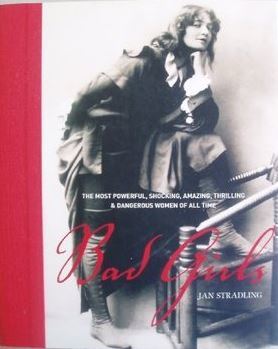 THE MOST POWERFUL, SHOCKING, AMAZING, THRILLING
& DANGEROUS WOMEN OF ALL TIME
Bad Girls
JAN STRADLING